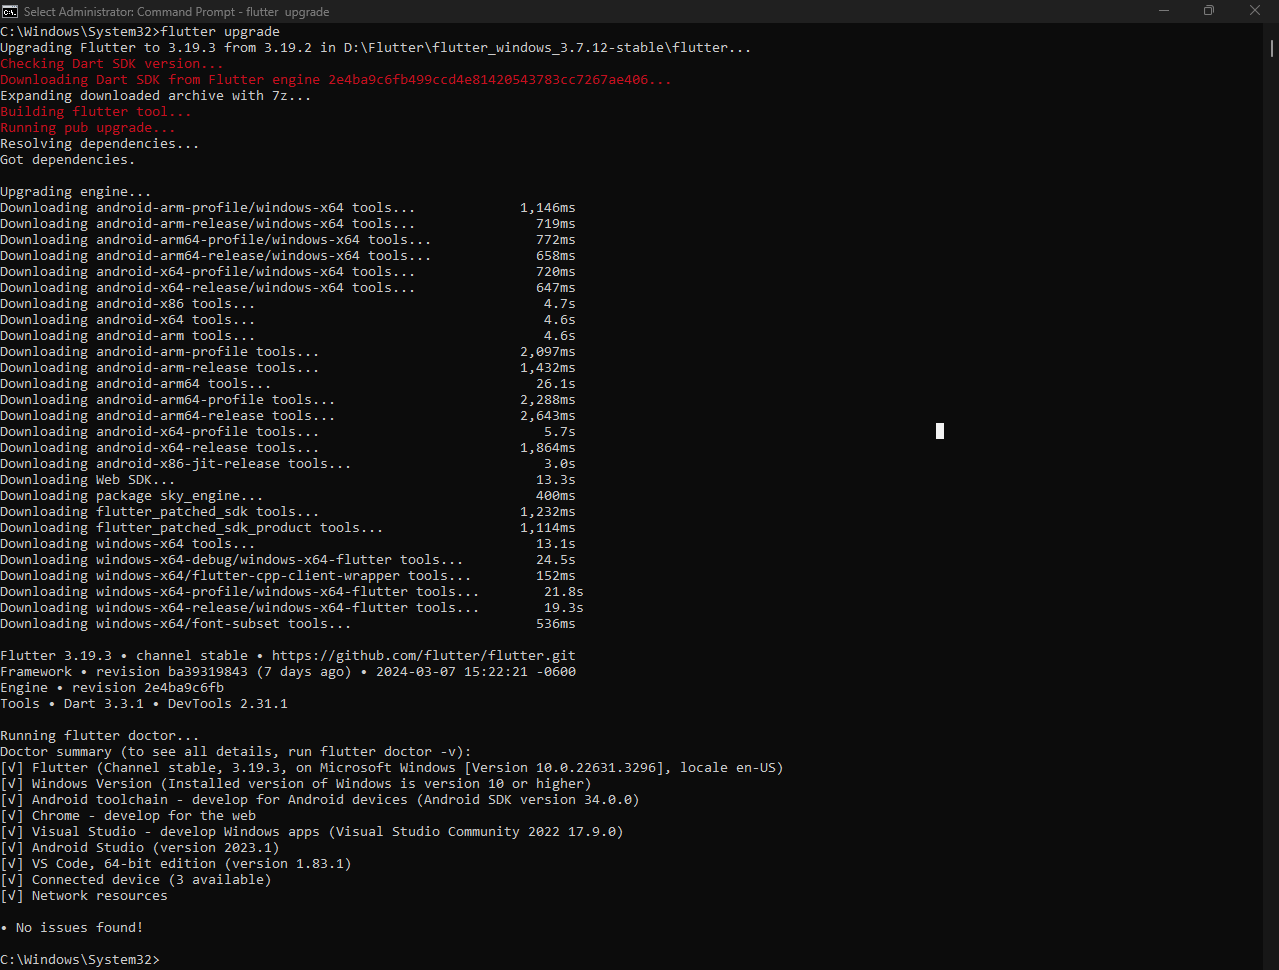 Select Administrator: Command Prompt - flutter  upgrade
C:\Windows\System32>flutter upgrade
Upgrading Flutter to 3.19.3 from 3.19.2 in D:\Flutter\flutter_windows_3.7.12-stable\flutter...
Checking Dart SDK version...
Downloading Dart SDK from Flutter engine 2e4ba9c6fb499ccd4e81420543783cc7267ae406...
Expanding downloaded archive with 7z...
Building flutter tool...
Running pub upgrade...
Resolving dependencies...
Got dependencies.
Upgrading engine...
Downloading android-arm-profile/windows-x64 tools... 1,146ms
Downloading android-arm-release/windows-x64 tools... 719ms
Downloading android-arm64-profile/windows-x64 tools... 772ms
Downloading android-arm64-release/windows-x64 tools... 658ms
Downloading android-x64-profile/windows-x64 tools... 720ms
Downloading android-x64-release/windows-x64 tools... 647ms
Downloading android-x86 tools... 4.7s
Downloading android-x64 tools... 4.6s
Downloading android-arm tools... 4.6s
Downloading android-arm-profile tools... 2,097ms
Downloading android-arm-release tools... 1,432ms
Downloading android-arm64 tools... 26.1s
Downloading android-arm64-profile tools... 2,288ms
Downloading android-arm64-release tools... 2,643ms
Downloading android-x64-profile tools... 5.7s
Downloading android-x64-release tools... 1,864ms
Downloading android-x86-jit-release tools... 3.0s
Downloading Web SDK... 13.3s
Downloading package sky_engine... 400ms
Downloading flutter_patched_sdk tools... 1,232ms
Downloading flutter_patched_sdk_product tools... 1,114ms
Downloading windows-x64 tools... 13.1s
Downloading windows-x64-debug/windows-x64-flutter tools... 24.5s
Downloading windows-x64/flutter-cpp-client-wrapper tools... 152ms
Downloading windows-x64-profile/windows-x64-flutter tools... 21.8s
Downloading windows-x64-release/windows-x64-flutter tools... 19.3s
Downloading windows-x64/font-subset tools... 536ms
Flutter 3.19.3 • channel stable • https://github.com/flutter/flutter.git
Framework • revision ba39319843 (7 days ago) • 2024-03-07 15:22:21 -0600
Engine • revision 2e4ba9c6fb
Tools • Dart 3.3.1 • DevTools 2.31.1
Running flutter doctor...
Doctor summary (to see all details, run flutter doctor -v):
[√] Flutter (Channel stable, 3.19.3, on Microsoft Windows [Version 10.0.22631.3296], locale en-US)
[√] Windows Version (Installed version of Windows is version 10 or higher)
[√] Android toolchain - develop for Android devices (Android SDK version 34.0.0)
[√] Chrome - develop for the web
[√] Visual Studio - develop Windows apps (Visual Studio Community 2022 17.9.0)
[√] Android Studio (version 2023.1)
[√] VS Code, 64-bit edition (version 1.83.1)
[√] Connected device (3 available)
[√] Network resources
• No issues found!
C:\Windows\System32>